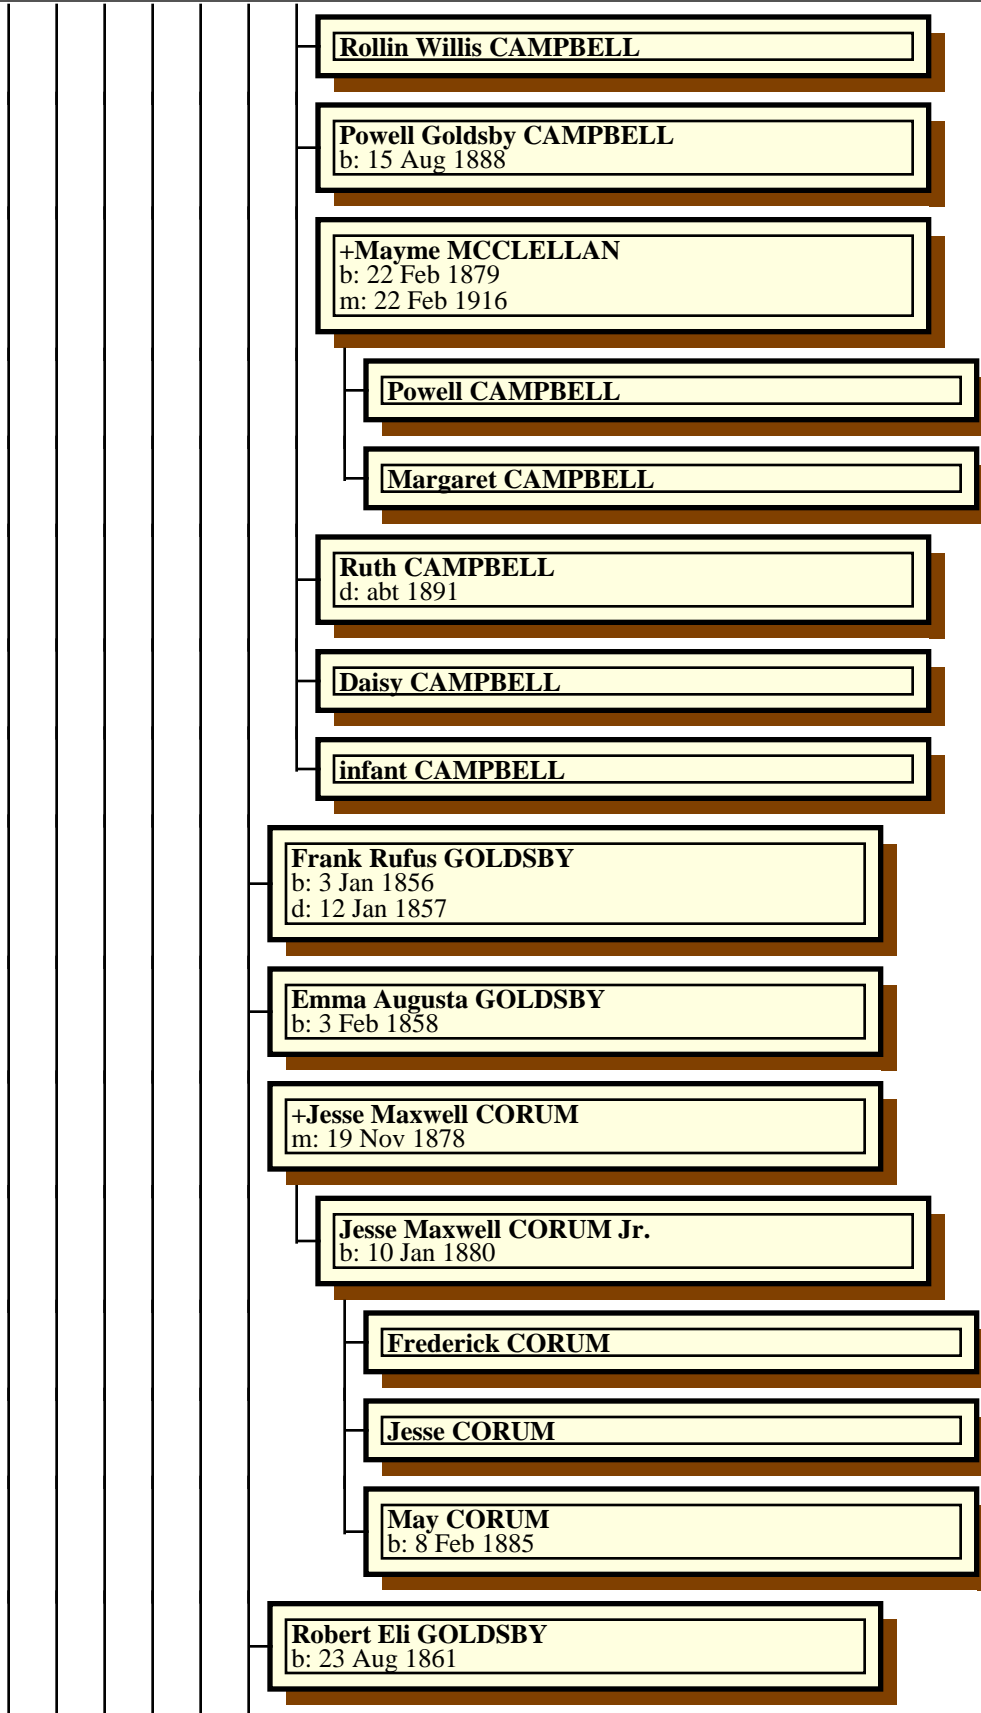 Rollin Willis CAMPBELL
Powell Goldsby CAMPBELL
b: 15 Aug 1888
+Mayme MCCLELLAN
b: 22 Feb 1879
m: 22 Feb 1916
Powell CAMPBELL
Margaret CAMPBELL
Ruth CAMPBELL
d: abt 1891
Daisy CAMPBELL
infant CAMPBELL
Frank Rufus GOLDSBY
b: 3 Jan 1856
d: 12 Jan 1857
Emma Augusta GOLDSBY
b: 3 Feb 1858
+Jesse Maxwell CORUM
m: 19 Nov 1878
Jesse Maxwell CORUM Jr.
b: 10 Jan 1880
Frederick CORUM
Jesse CORUM
May CORUM
b: 8 Feb 1885
Robert Eli GOLDSBY
b: 23 Aug 1861